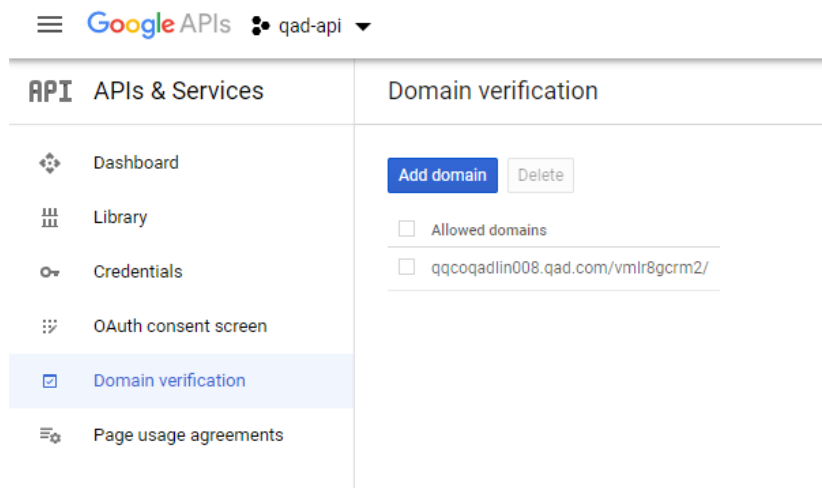 Google APIs qad-api
API APIs & Services
Domain verification
Dashboard
Library
Credentials
OAuth consent screen
Domain verification
Page usage agreements
Add domain Delete
Allowed domains
qqcoqadlin008.qad.com/vmlr8gcrm2/